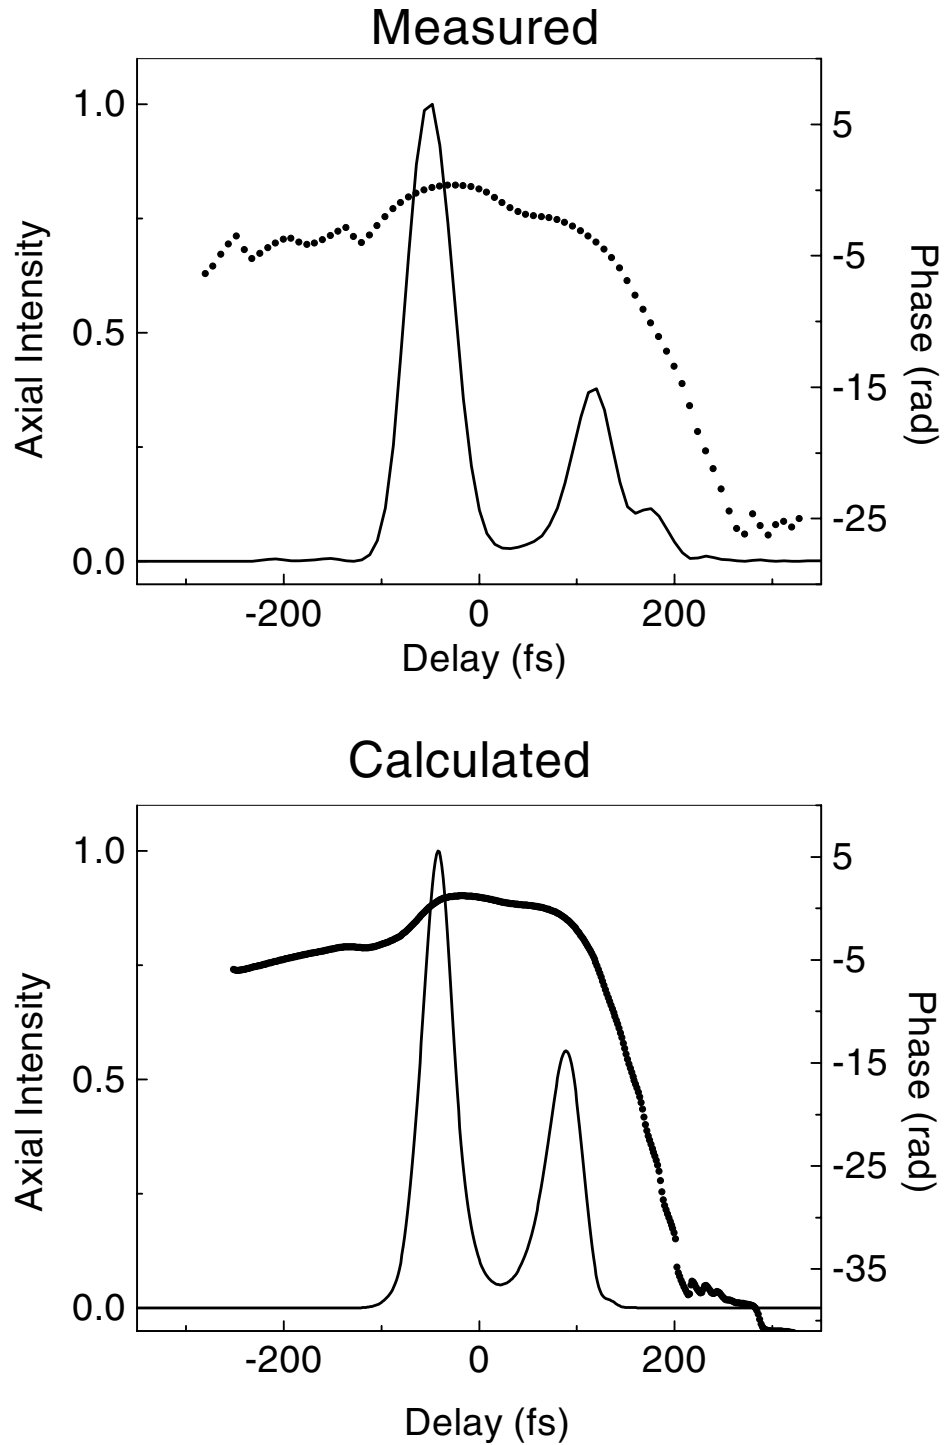 Measured
1.0
0.5
0.0
Axial Intensity
5
-5
-15
-25
Phase (rad)
-200 0 200
Delay (fs)
Calculated
1.0
0.5
0.0
Axial Intensity
5
-5
-15
-25
-35
Phase (rad)
-200 0 200
Delay (fs)